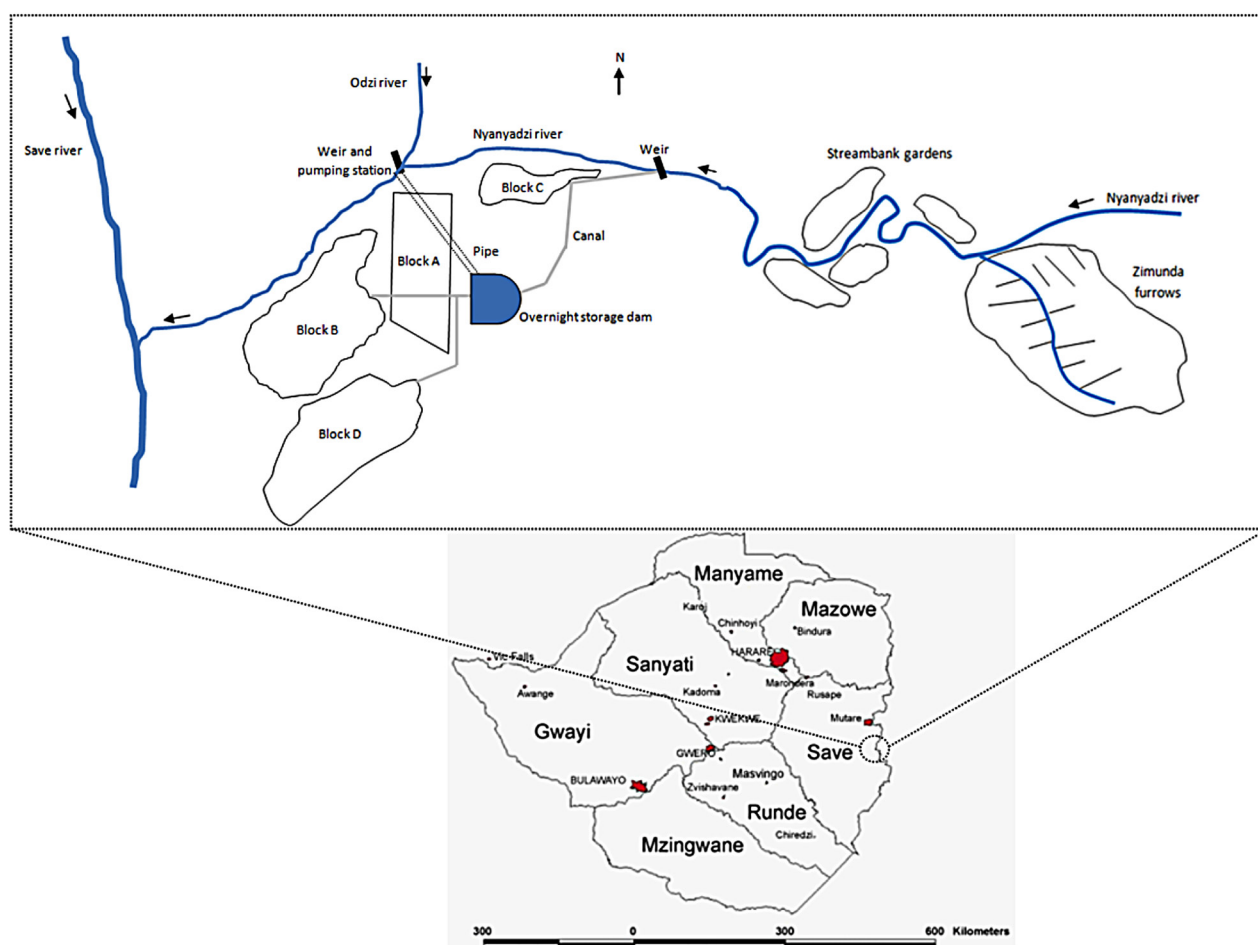 N
Odzi river
Save river
Nyanyadzi river
Weir
Weir and
pumping station
Streambank gardens
Block C
Nyanyadzi river
Canal
Pipe
Block A
Zimunda
furrows
Overnight storage dam
Block B
Block D
Manyame
Karoj
Mazowe
Chinhoyi
Bindura
HARARE
Vic Falls
Sanyati
Marondera
Awange
Kadoma
Rusape
Mutare
Gwayi
KWEKWE
Save
GWERO
BULAWAYO
Masvingo
Zvishavane
Runde
Chiredzi
Mzingwane
300 0 300 600 Kilometers